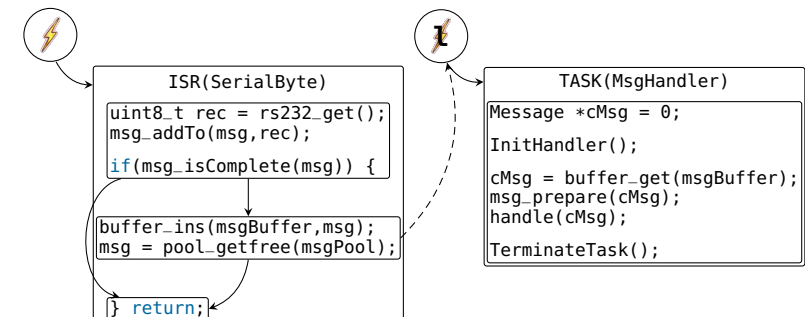 ISR(SerialByte)
uint8_t rec = rs232_get();
msg_addTo(msg,rec);
if(msg_isComplete(msg)) {
buffer_ins(msgBuffer,msg);
msg = pool_getfree(msgPool);
} return;
1
TASK(MsgHandler)
Message *cMsg = 0;
InitHandler();
cMsg = buffer_get(msgBuffer);
msg_prepare(cMsg);
handle(cMsg);
TerminateTask();